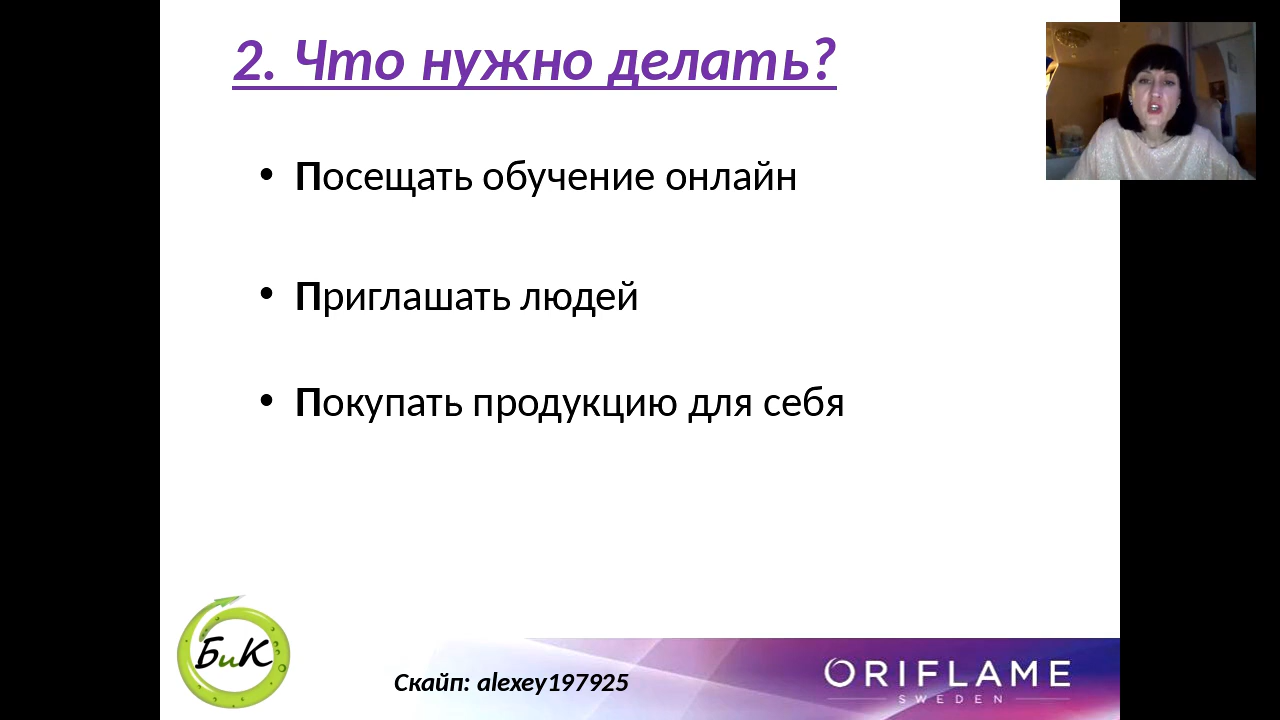 2. Что нужно делать?
• Посещать обучение онлайн
• Приглашать людей
• Покупать продукцию для себя
БиК
Скайп: alexey197925
ORIFLAME
SWEDEN